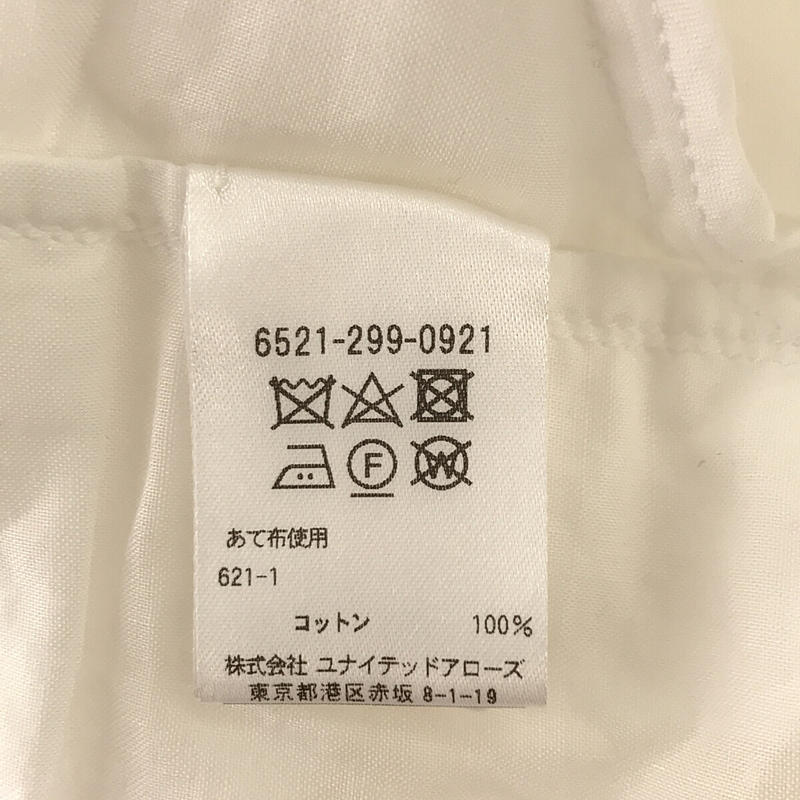 6521-299-0921
F W
あて布使用
621-1
コットン 100%
株式会社 ユナイテッドアローズ
東京都港区赤坂 8-1-19